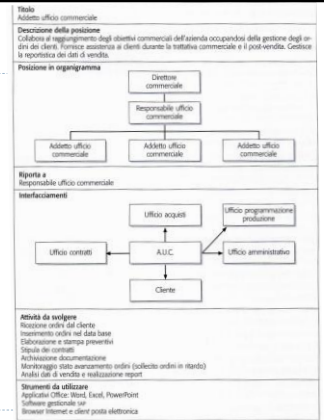 Titolo
Addetto ufficio commerciale
Descrizione della posizione
Collabora al raggiungimento degli obiettivi commerciali dell'azienda occupandosi della gestione degli or-
dini dei clienti. Fornisce assistenza ai clienti durante la trattativa commerciale e il post-vendita. Gestisce
la reportistica dei dati di vendita.
Posizione in organigramma
Direttore
commerciale
Responsabile ufficio
commerciale
Addetto ufficio
commerciale
Addetto ufficio
commerciale
Addetto ufficio
commerciale
Riporta a
Responsabile ufficio commerciale
Interfacciamenti
Ufficio acquisti
Ufficio programmazione
produzione
Ufficio contratti
A.U.C.
Ufficio amministrativo
Cliente
Attività da svolgere
Ricezione ordini dal cliente
Inserimento ordini nel data base
Elaborazione e stampa preventivi
Stipula dei contratti
Archiviazione documentazione
Monitoraggio stato avanzamento ordini (sollecito ordini in ritardo)
Analisi dati di vendita e realizzazione report
Strumenti da utilizzare
Applicativi Office: Word, Excel, PowerPoint
Software gestionale SAP
Browser Internet e client posta elettronica